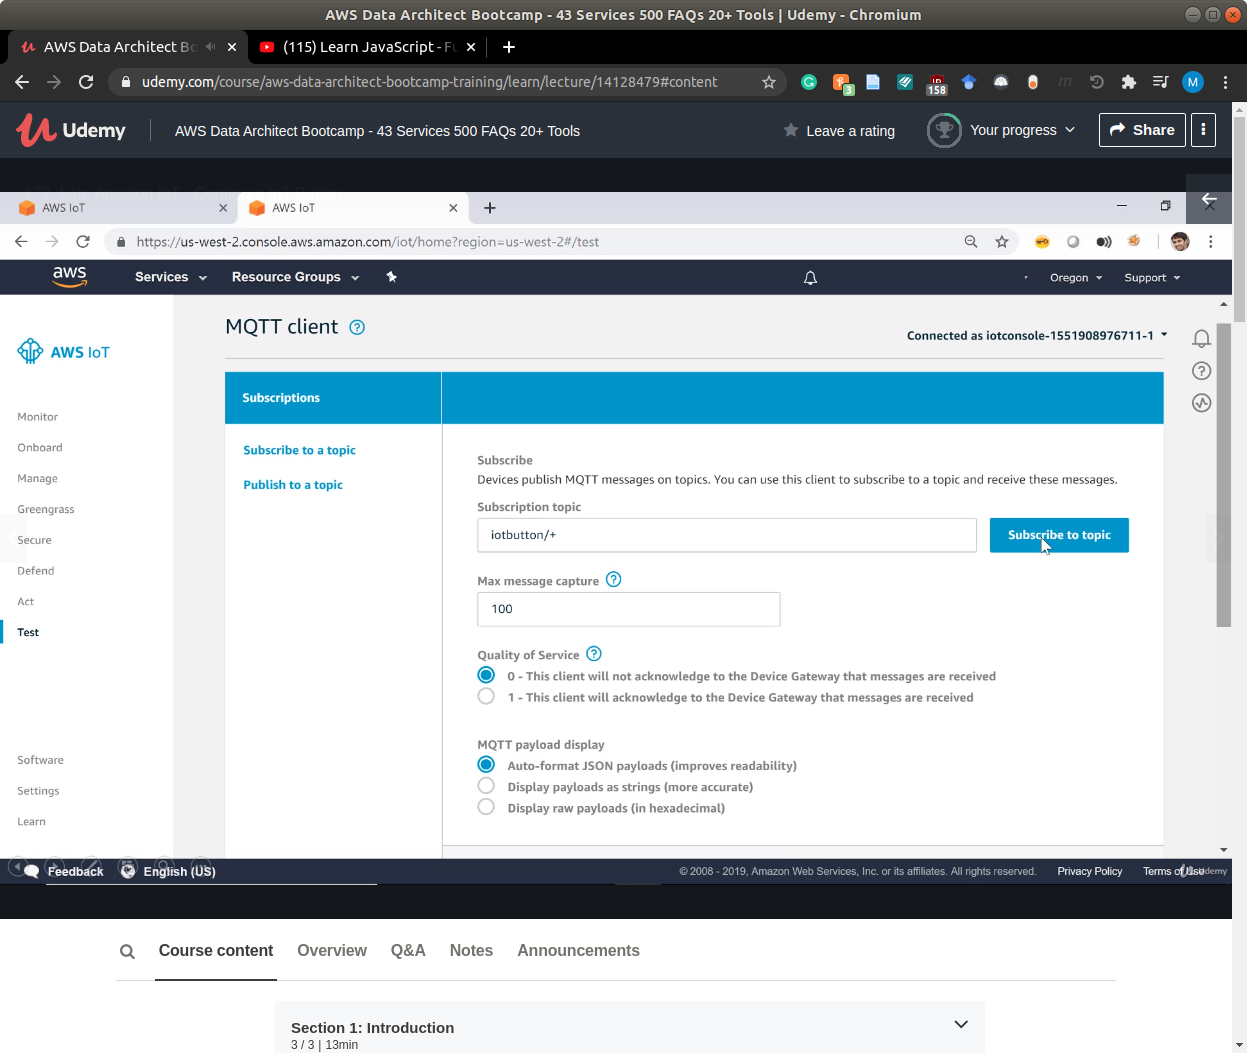 AWS Data Architect Bootcamp - 43 Services 500 FAQs 20+ Tools | Udemy - Chromium
AWS Data Architect Bo
(115) Learn JavaScript - Fu
udemy.com/course/aws-data-architect-bootcamp-training/learn/lecture/14128479#content
3
158
M
Udemy
AWS Data Architect Bootcamp - 43 Services 500 FAQs 20+ Tools
Leave a rating
Your progress
Share
AWS IoT
AWS IoT
https://us-west-2.console.aws.amazon.com/iot/home?region=us-west-2#/test
aws
Services
Resource Groups
Oregon
Support
AWS IoT
Monitor
Onboard
Manage
Greengrass
Secure
Defend
Act
Test
Software
Settings
Learn
MQTT client
Connected as iotconsole-1551908976711-1
Subscriptions
Subscribe to a topic
Publish to a topic
Subscribe
Devices publish MQTT messages on topics. You can use this client to subscribe to a topic and receive these messages.
Subscription topic
iotbutton/+
Subscribe to topic
Max message capture
100
Quality of Service
0 - This client will not acknowledge to the Device Gateway that messages are received
1 - This client will acknowledge to the Device Gateway that messages are received
MQTT payload display
Auto-format JSON payloads (improves readability)
Display payloads as strings (more accurate)
Display raw payloads (in hexadecimal)
Feedback
English (US)
© 2008 - 2019, Amazon Web Services, Inc. or its affiliates. All rights reserved.
Privacy Policy
Terms of Use
Udemy
Course content
Overview
Q&A
Notes
Announcements
Section 1: Introduction
3 / 3 | 13min